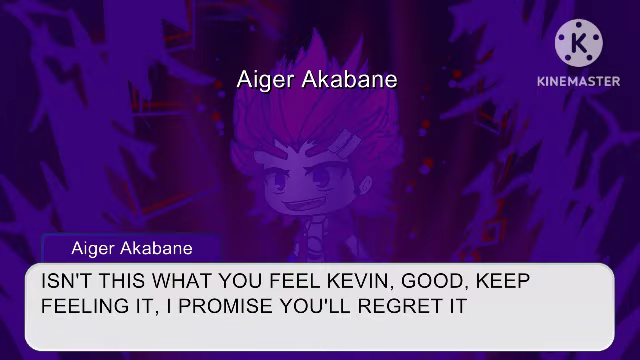 KINEMASTER
Aiger Akabane
Aiger Akabane
ISN'T THIS WHAT YOU FEEL KEVIN, GOOD, KEEP
FEELING IT, I PROMISE YOU'LL REGRET IT